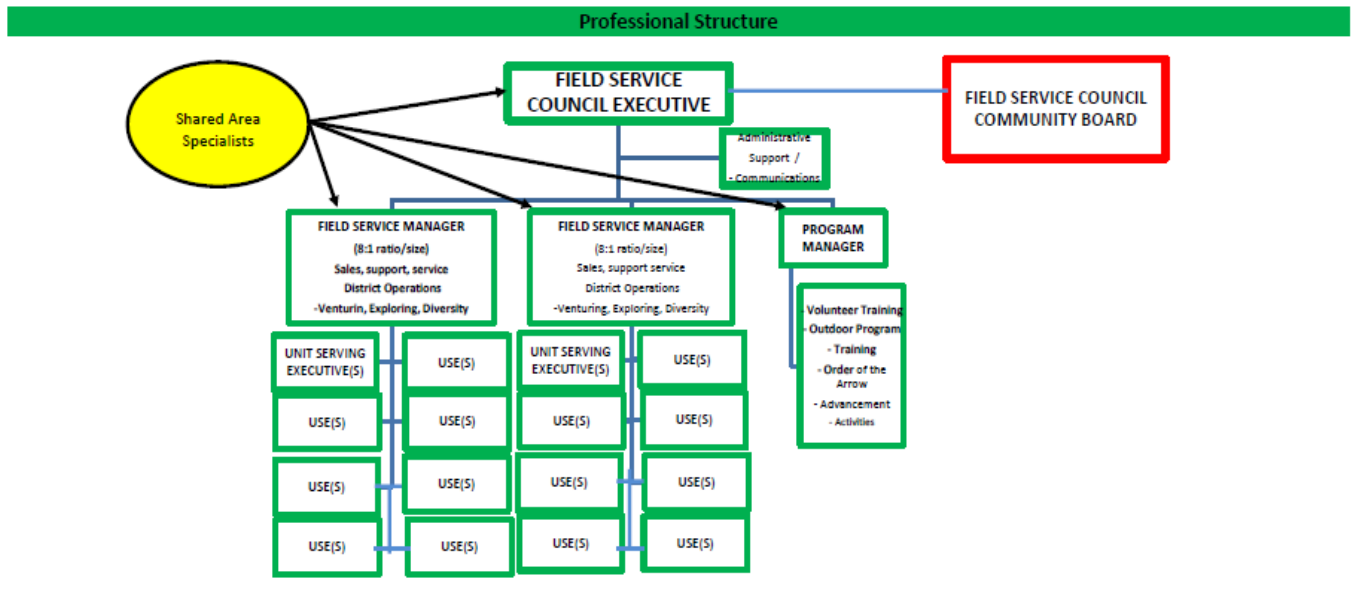 Professional Structure
Shared Area
Specialists
FIELD SERVICE
COUNCIL EXECUTIVE
FIELD SERVICE COUNCIL
COMMUNITY BOARD
Administrative
Support /
- Communications
FIELD SERVICE MANAGER
(8:1 ratio/size)
Sales, support, service
District Operations
-Venturin, Exploring, Diversity
FIELD SERVICE MANAGER
(8:1 ratio/size)
Sales, support service
District Operations
-Venturing, Exploring, Diversity
PROGRAM
MANAGER
- Volunteer Training
- Outdoor Program
- Training
- Order of the
Arrow
- Advancement
- Activities
UNIT SERVING
EXECUTIVE(S)
USE(S)
USE(S)
USE(S)
USE(S)
USE(S)
USE(S)
USE(S)
UNIT SERVING
EXECUTIVE(S)
USE(S)
USE(S)
USE(S)
USE(S)
USE(S)
USE(S)
USE(S)